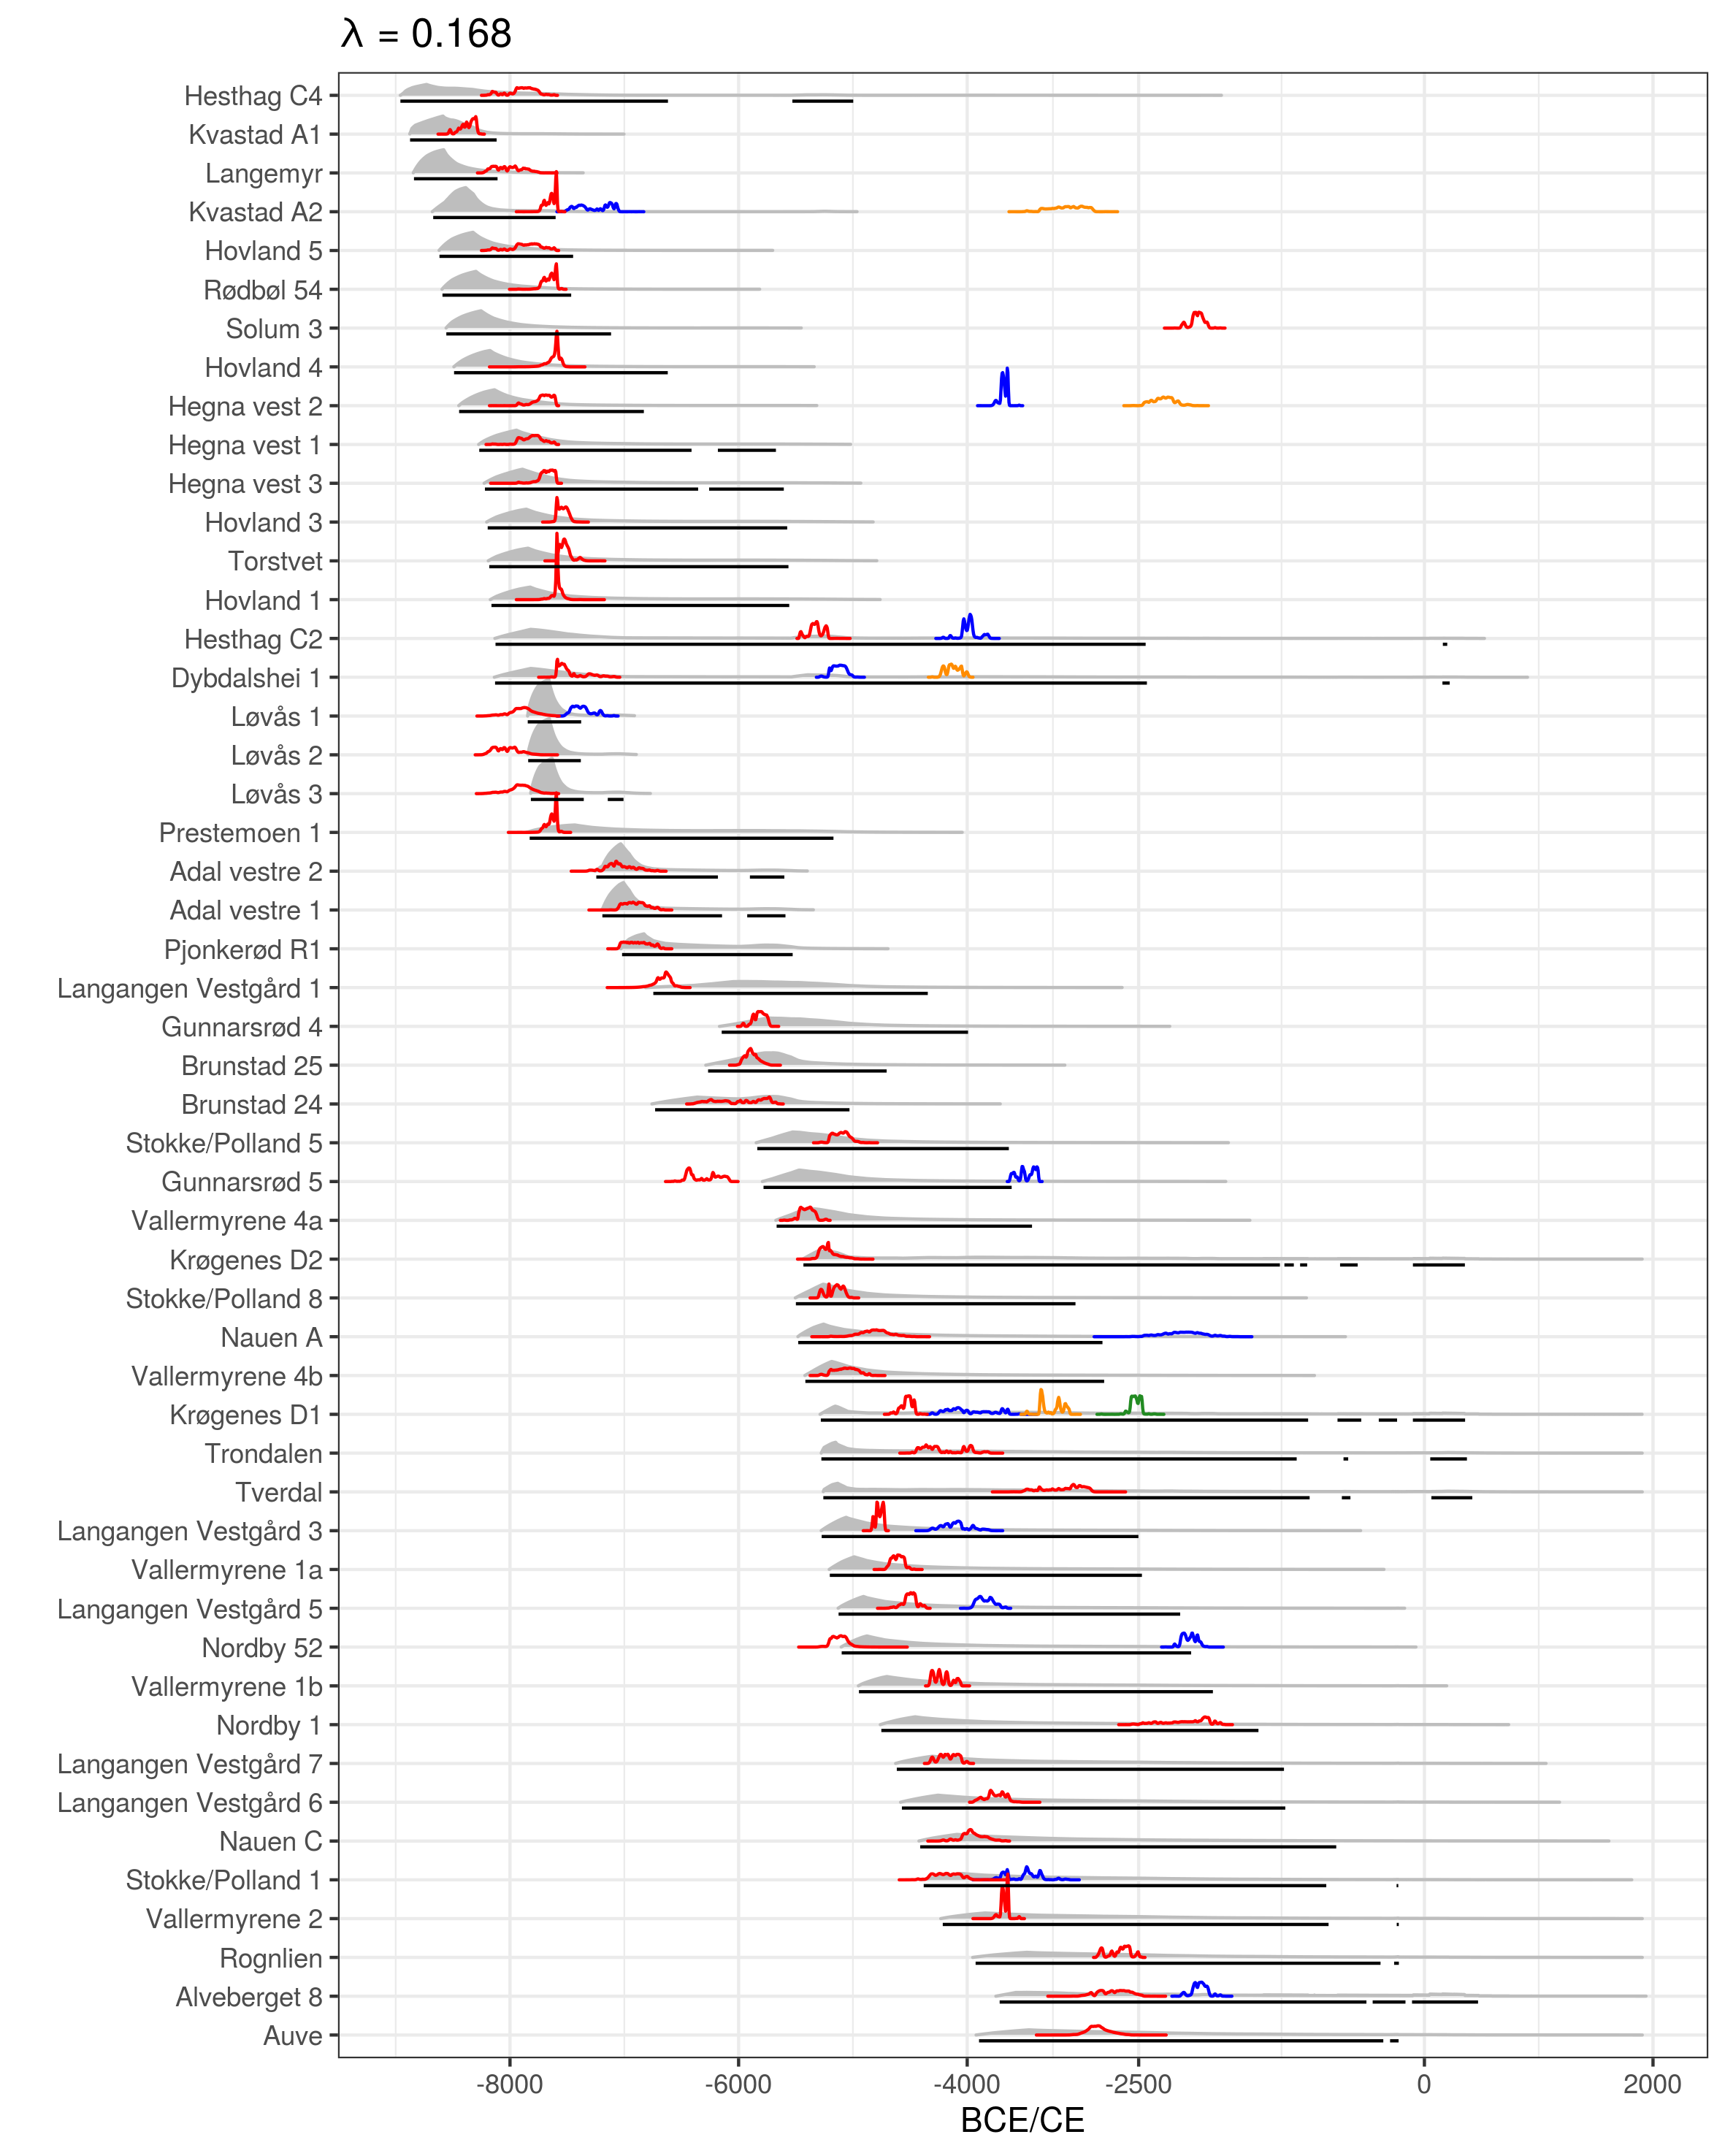 λ = 0.168
Hesthag C4
Kvastad A1
Langemyr
Kvastad A2
Hovland 5
Rødbøl 54
Solum 3
Hovland 4
Hegna vest 2
Hegna vest 1
Hegna vest 3
Hovland 3
Torstvet
Hovland 1
Hesthag C2
Dybdalshei 1
Løvås 1
Løvås 2
Løvås 3
Prestemoen 1
Adal vestre 2
Adal vestre 1
Pjonkerød R1
Langangen Vestgård 1
Gunnarsrød 4
Brunstad 25
Brunstad 24
Stokke/Polland 5
Gunnarsrød 5
Vallermyrene 4a
Krøgenes D2
Stokke/Polland 8
Nauen A
Vallermyrene 4b
Krøgenes D1
Trondalen
Tverdal
Langangen Vestgård 3
Vallermyrene 1a
Langangen Vestgård 5
Nordby 52
Vallermyrene 1b
Nordby 1
Langangen Vestgård 7
Langangen Vestgård 6
Nauen C
Stokke/Polland 1
Vallermyrene 2
Rognlien
Alveberget 8
Auve
-8000 -6000 -4000 -2500 0 2000
BCE/CE